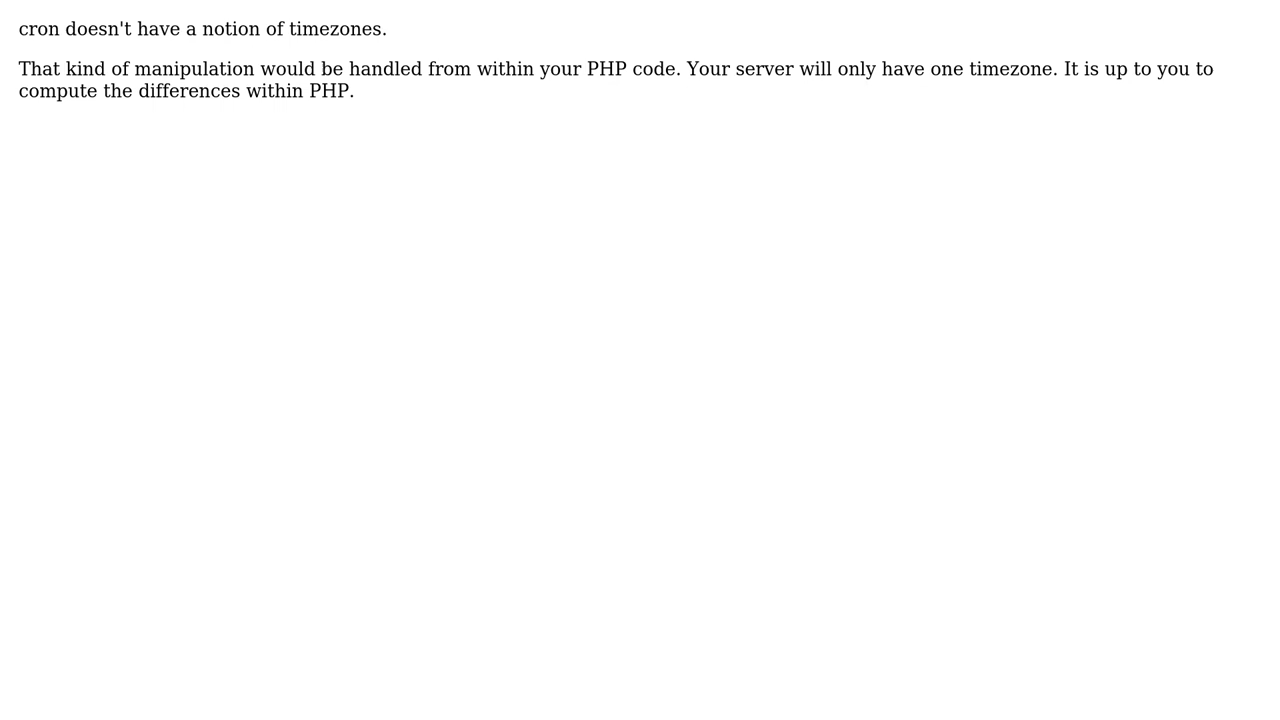 cron doesn't have a notion of timezones.
That kind of manipulation would be handled from within your PHP code. Your server will only have one timezone. It is up to you to
compute the differences within PHP.